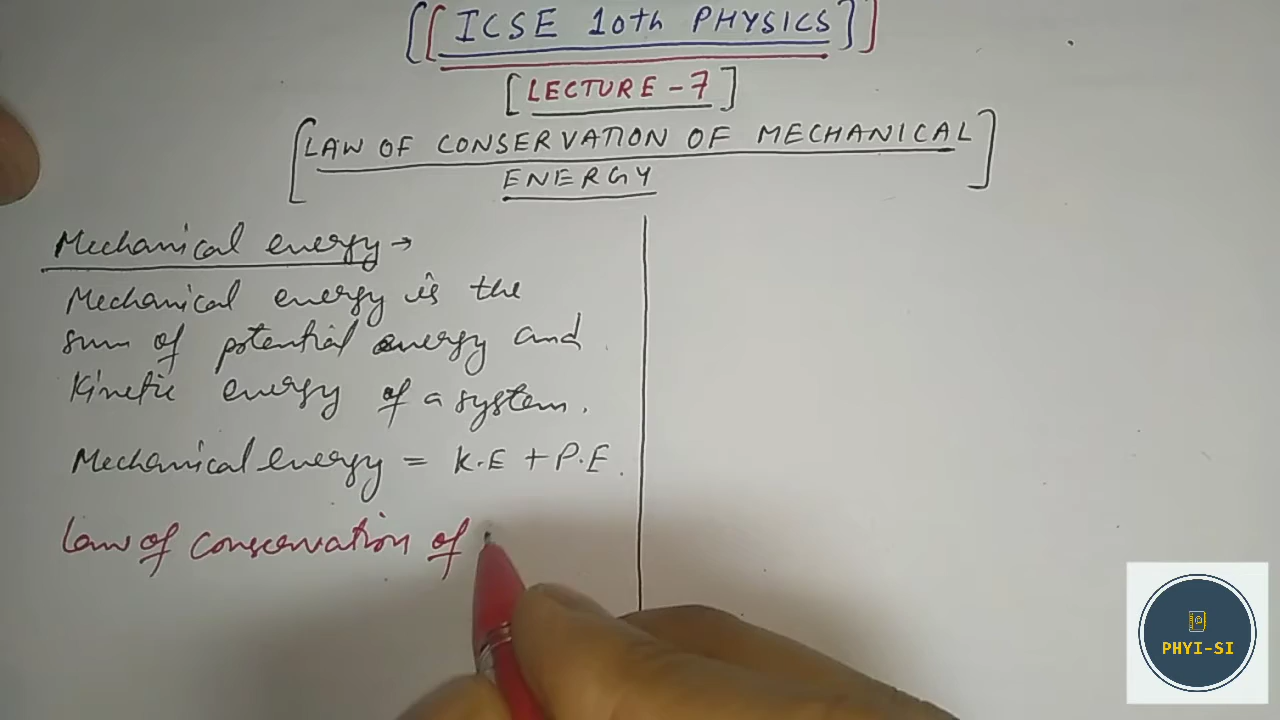 [[ICSE 10th PHYSICS]]
[LECTURE-7]
[LAW OF CONSERVATION OF MECHANICAL
ENERGY]
Mechanical energy →
Mechanical energy is the
sum of potential energy and
Kinetic energy of a system.
Mechanical energy = K.E + P.E.
Law of conservation of
PHYI-SI